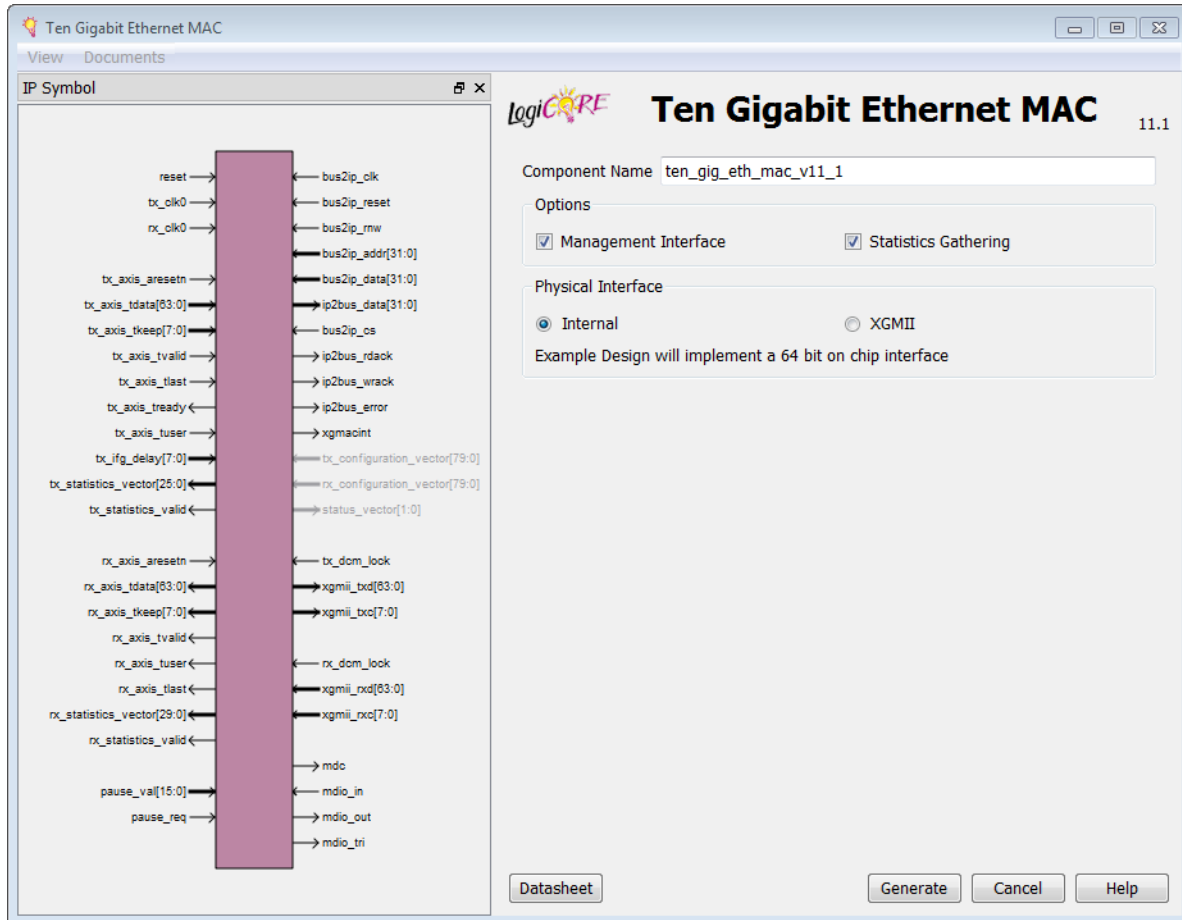 Ten Gigabit Ethernet MAC
View Documents
IP Symbol
reset
tx_clk0
rx_clk0
tx_axis_aresetn
tx_axis_tdata[63:0]
tx_axis_tkeep[7:0]
tx_axis_tvalid
tx_axis_tlast
tx_axis_tready
tx_axis_tuser
tx_ifg_delay[7:0]
tx_statistics_vector[25:0]
tx_statistics_valid
rx_axis_aresetn
rx_axis_tdata[63:0]
rx_axis_tkeep[7:0]
rx_axis_tvalid
rx_axis_tuser
rx_axis_tlast
rx_statistics_vector[29:0]
rx_statistics_valid
pause_val[15:0]
pause_req
bus2ip_clk
bus2ip_reset
bus2ip_rnw
bus2ip_addr[31:0]
bus2ip_data[31:0]
ip2bus_data[31:0]
bus2ip_cs
ip2bus_rdack
ip2bus_wrack
ip2bus_error
xgmacint
tx_configuration_vector[79:0]
rx_configuration_vector[79:0]
status_vector[1:0]
tx_dcm_lock
xgmii_txd[63:0]
xgmii_txc[7:0]
rx_dcm_lock
xgmii_rxd[63:0]
xgmii_rxc[7:0]
mdc
mdio_in
mdio_out
mdio_tri
LogiCORE
Ten Gigabit Ethernet MAC 11.1
Component Name ten_gig_eth_mac_v11_1
Options
Management Interface Statistics Gathering
Physical Interface
Internal XGMII
Example Design will implement a 64 bit on chip interface
Datasheet Generate Cancel Help